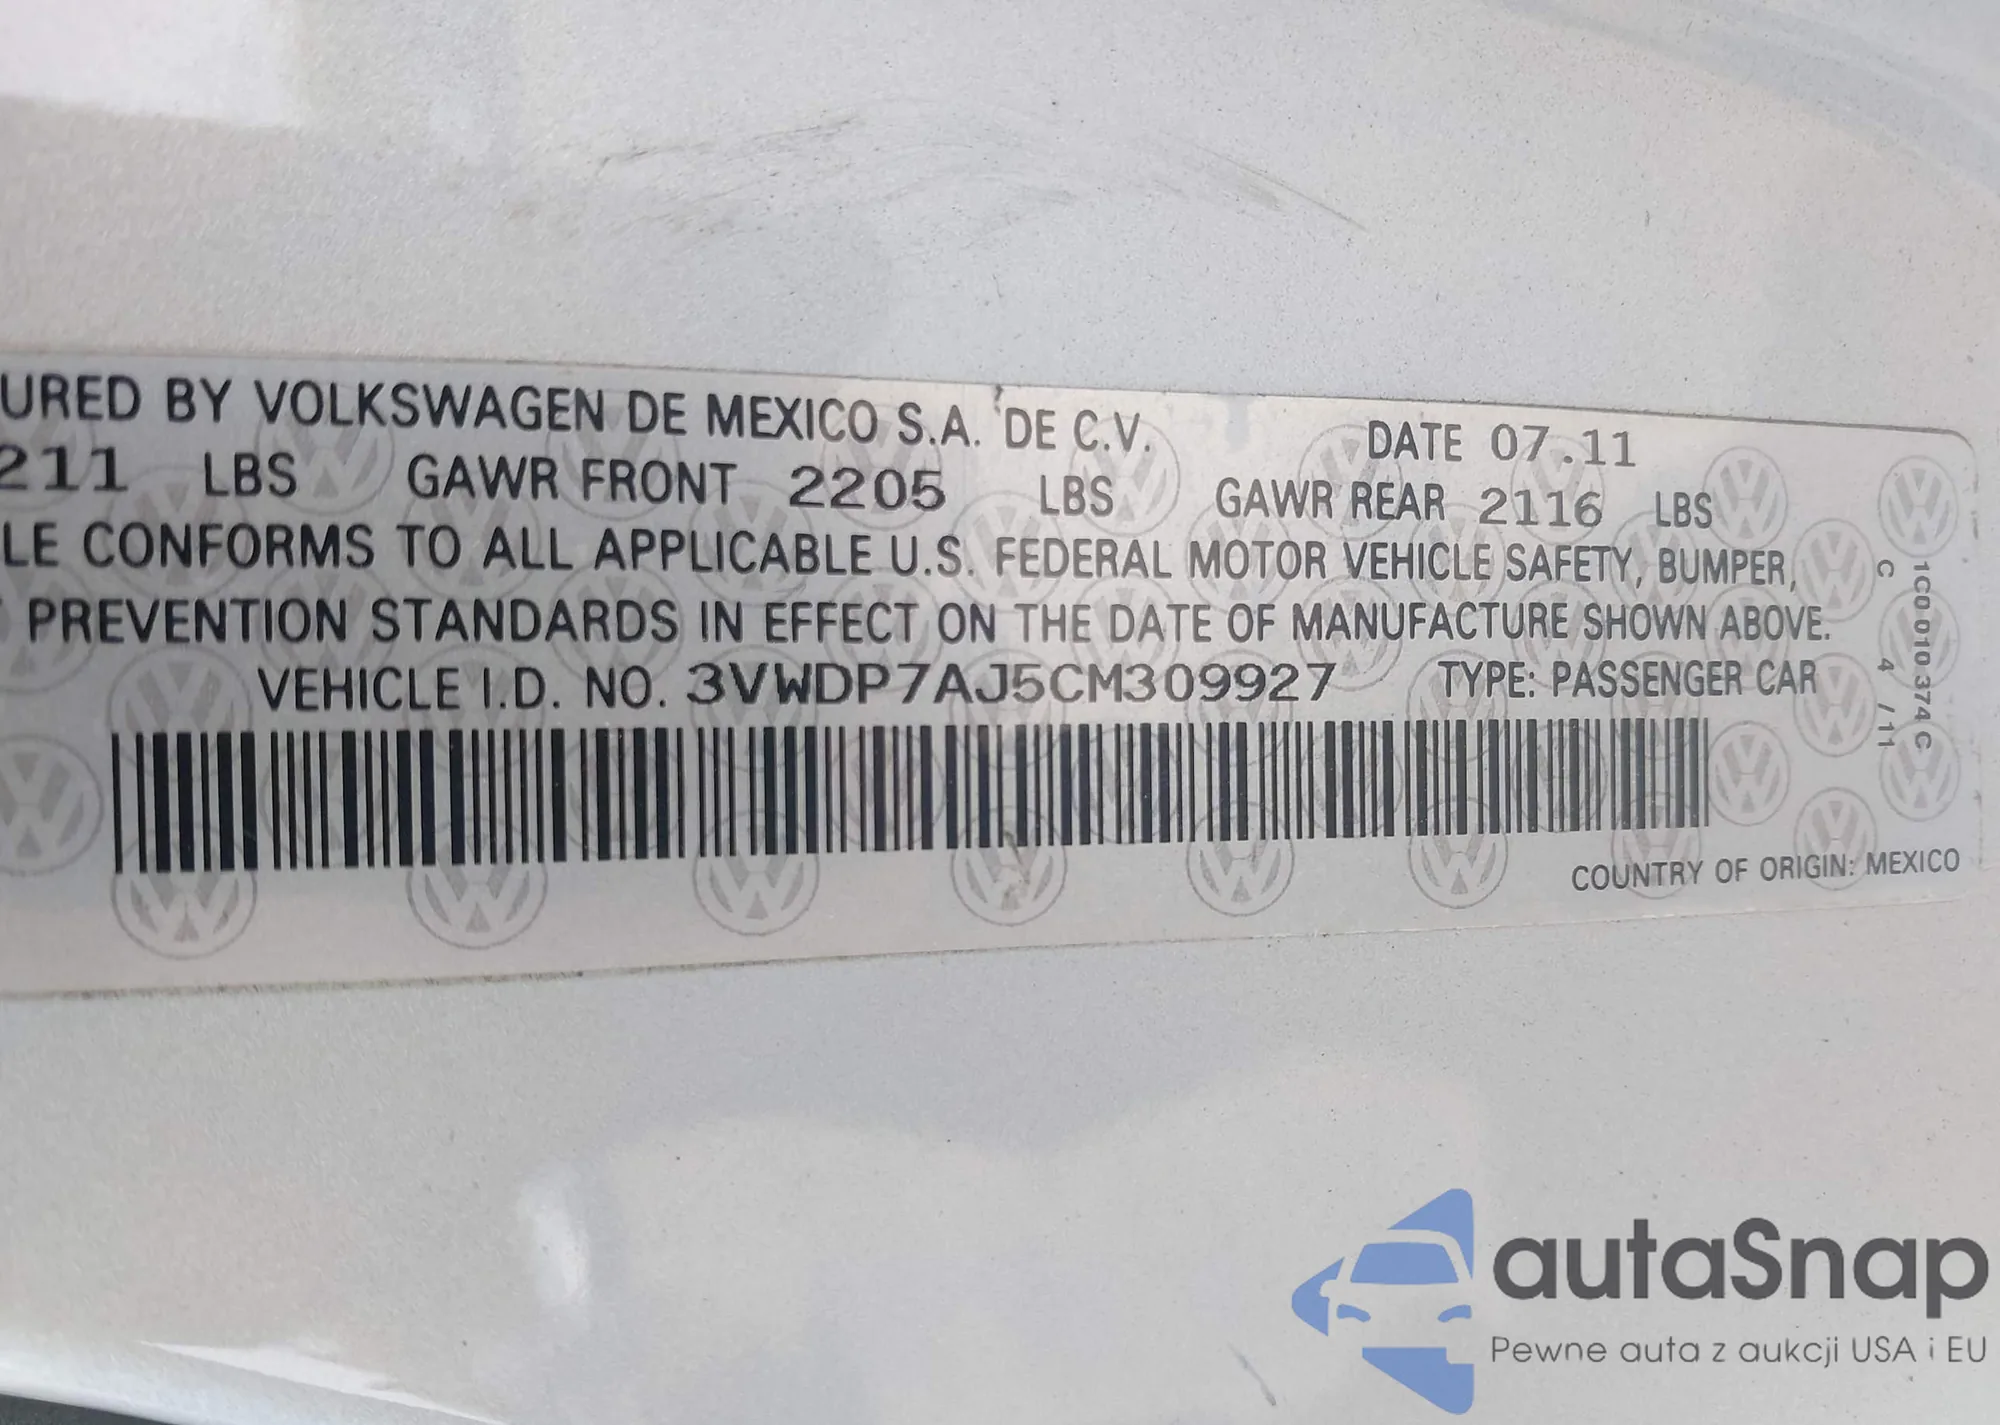 URED BY VOLKSWAGEN DE MEXICO S.A. DE C.V. DATE 07.11
211 LBS GAWR FRONT 2205 LBS GAWR REAR 2116 LBS
LE CONFORMS TO ALL APPLICABLE U.S. FEDERAL MOTOR VEHICLE SAFETY, BUMPER,
PREVENTION STANDARDS IN EFFECT ON THE DATE OF MANUFACTURE SHOWN ABOVE.
VEHICLE I.D. NO. 3VWDP7AJ5CM309927 TYPE: PASSENGER CAR
COUNTRY OF ORIGIN: MEXICO
1C0.010.374 C
C 4 / 11
autaSnap
Pewne auta z aukcji USA i EU